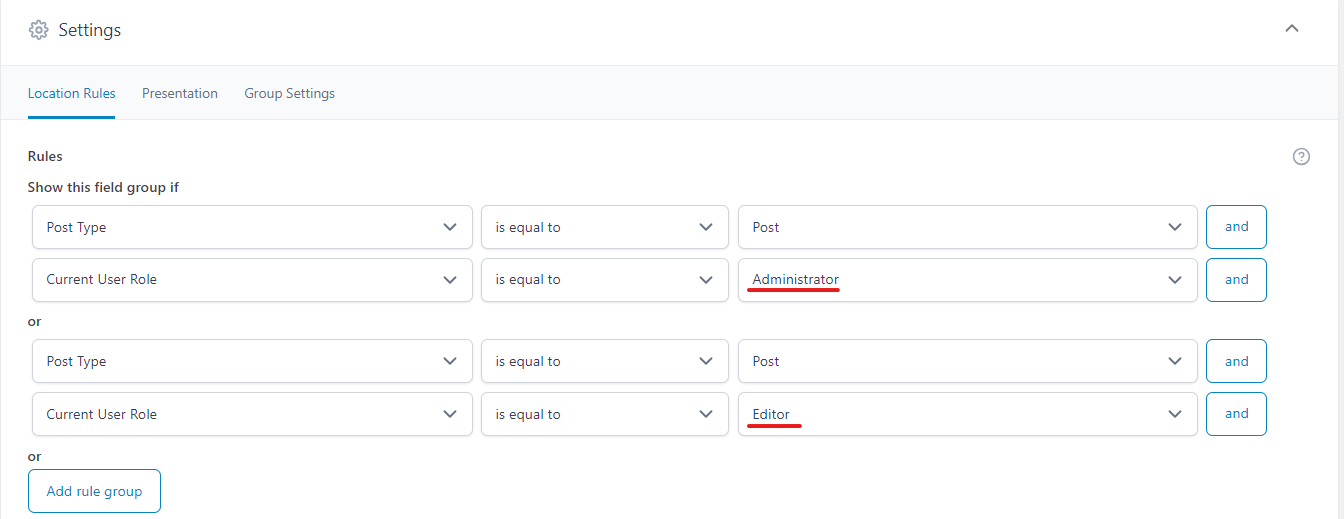 Settings
Location Rules Presentation Group Settings
Rules
Show this field group if
Post Type is equal to Post and
Current User Role is equal to Administrator and
or
Post Type is equal to Post and
Current User Role is equal to Editor and
or
Add rule group